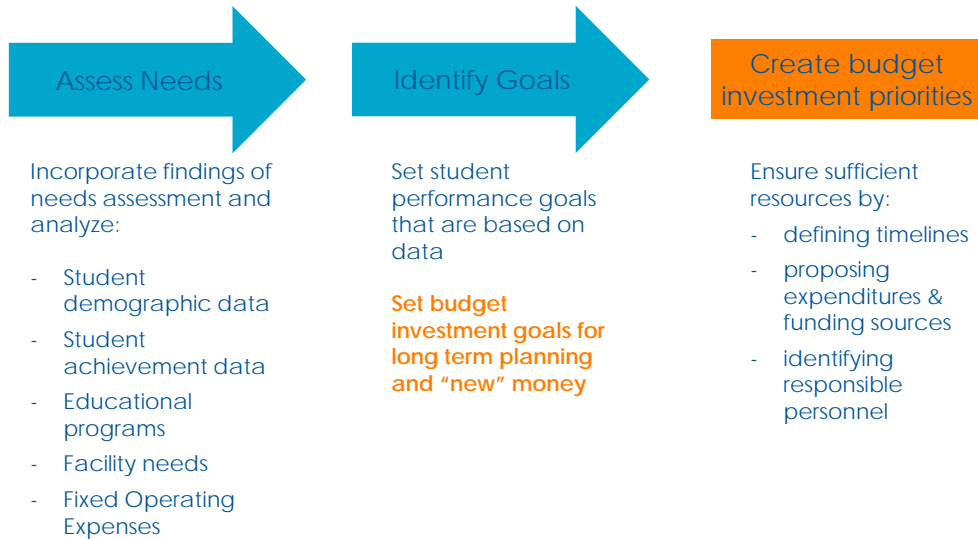 Assess Needs
Incorporate findings of
needs assessment and
analyze:
- Student
demographic data
- Student
achievement data
- Educational
programs
- Facility needs
- Fixed Operating
Expenses
Identify Goals
Set student
performance goals
that are based on
data
Set budget
investment goals for
long term planning
and “new” money
Create budget
investment priorities
Ensure sufficient
resources by:
- defining timelines
- proposing
expenditures &
funding sources
- identifying
responsible
personnel